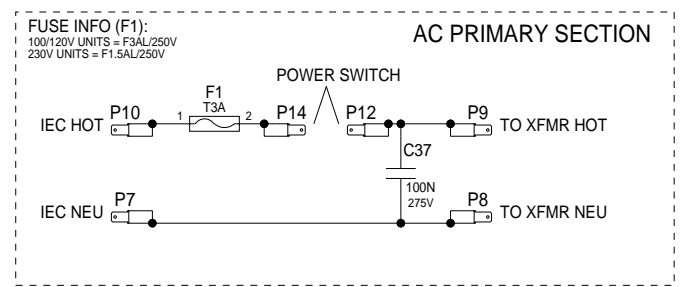 FUSE INFO (F1):
100/120V UNITS = F3AL/250V
230V UNITS = F1.5AL/250V
AC PRIMARY SECTION
POWER SWITCH
F1
T3A
P10
1
2
P14
P12
P9
IEC HOT
TO XFMR HOT
C37
100N
275V
P7
P8
IEC NEU
TO XFMR NEU